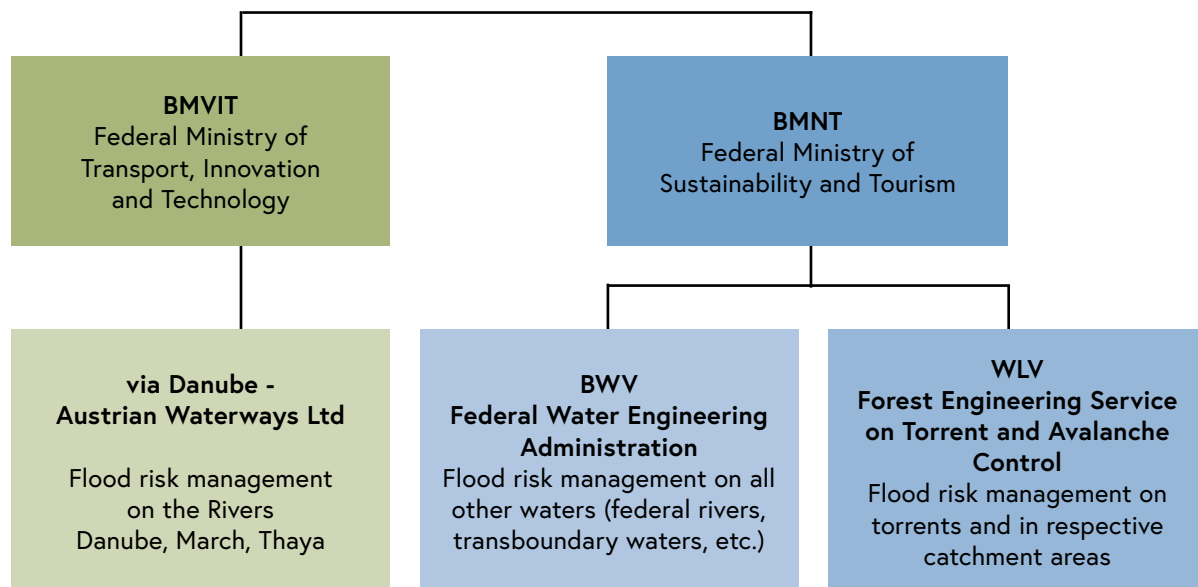 BMVIT
Federal Ministry of
Transport, Innovation
and Technology
BMNT
Federal Ministry of
Sustainability and Tourism
via Danube -
Austrian Waterways Ltd
Flood risk management
on the Rivers
Danube, March, Thaya
BWV
Federal Water Engineering
Administration
Flood risk management on all
other waters (federal rivers,
transboundary waters, etc.)
WLV
Forest Engineering Service
on Torrent and Avalanche
Control
Flood risk management on
torrents and in respective
catchment areas